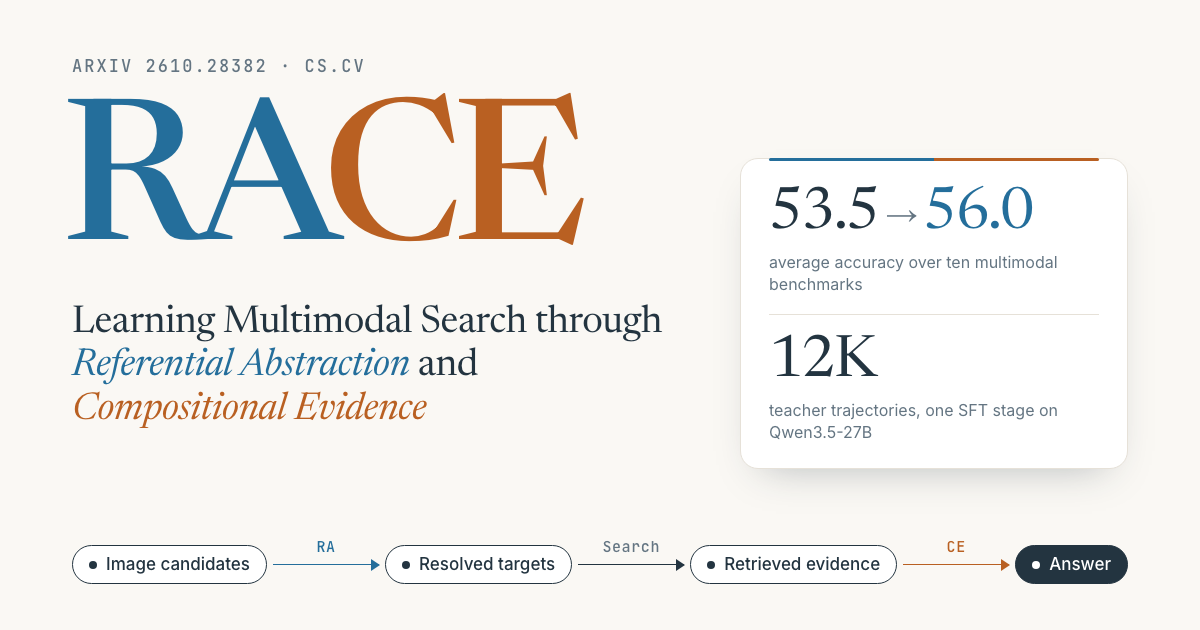 ARXIV 2610.28382 · CS.CV
RACE
Learning Multimodal Search through
Referential Abstraction and
Compositional Evidence
53.5→56.0
average accuracy over ten multimodal
benchmarks
12K
teacher trajectories, one SFT stage on
Qwen3.5-27B
Image candidates
RA
Resolved targets
Search
Retrieved evidence
CE
Answer